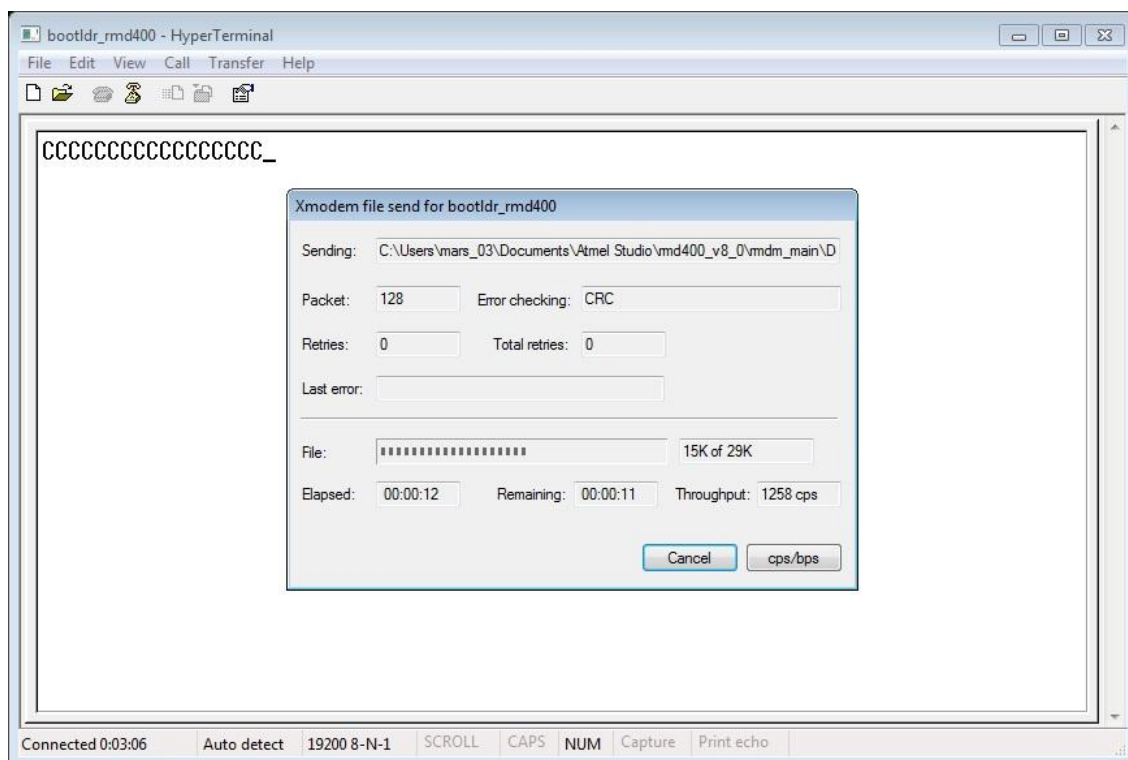 bootldr_rmd400 - HyperTerminal
File Edit View Call Transfer Help
CCCCCCCCCCCCCCCCC_
Xmodem file send for bootldr_rmd400
Sending: C:\Users\mars_03\Documents\Atmel Studio\rmd400_v8_0\rmdm_main\D
Packet: 128 Error checking: CRC
Retries: 0 Total retries: 0
Last error:
File: 15K of 29K
Elapsed: 00:00:12 Remaining: 00:00:11 Throughput: 1258 cps
Cancel cps/bps
Connected 0:03:06 Auto detect 19200 8-N-1 SCROLL CAPS NUM Capture Print echo